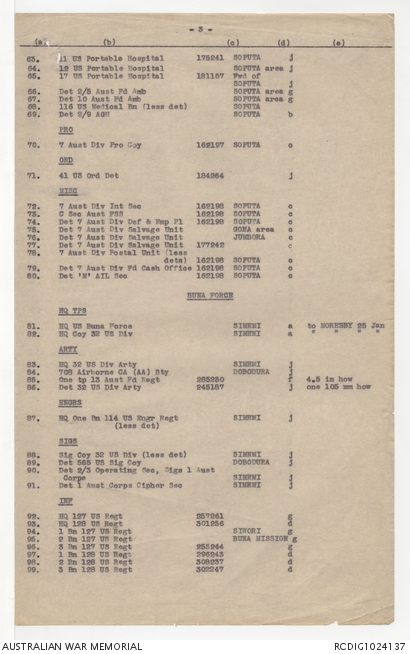 - 3 -
(a) (b) (c) (d) (e)
63. 11 US Portable Hospital 175241 SOPUTA j
64. 12 US Portable Hospital SOPUTA area j
65. 17 US Portable Hospital 181157 Fwd of
SOPUTA j
66. Det 2/5 Aust Fd Amb SOPUTA area g
67. Det 10 Aust Fd Amb SOPUTA area g
68. 116 US Medical Bn (less det) SOPUTA
69. Det 2/9 AGH SOPUTA b
PRO
70. 7 Aust Div Pro Coy 162197 SOPUTA c
ORD
71. 41 US Ord Det 184264 j
MISC
72. 7 Aust Div Int Sec 162198 SOPUTA c
73. C Sec Aust FSS 162198 SOPUTA c
74. Det 7 Aust Div Def & Emp Pl 162198 SOPUTA c
75. Det 7 Aust Div Salvage Unit GONA area c
76. Det 7 Aust Div Salvage Unit JUMBORA c
77. Det 7 Aust Div Salvage Unit 177242 c
78. 7 Aust Div Postal Unit (less
dets) 162198 SOPUTA c
79. Det 7 Aust Div Fd Cash Office 162198 SOPUTA c
80. Det 'M' AIL Sec 162198 SOPUTA c
BUNA FORCE
HQ TPS
81. HQ US Buna Force SIMEMI a to MORESBY 25 Jan
82. HQ Coy 32 US Div SIMEMI a " " " "
ARTY
83. HQ 32 US Div Arty SIMEMI j
84. 708 Airborne CA (AA) Bty DOBODURA j
85. One tp 13 Aust Fd Regt 285230 f 4.5 in how
86. Det 32 US Div Arty 243187 j one 105 mm how
ENGRS
87. HQ One Bn 114 US Engr Regt SIMEMI j
(less det)
SIGS
88. Sig Coy 32 US Div (less det) SIMEMI j
89. Det 565 US Sig Coy DOBODURA j
90. Det 2/3 Operating Sec, Sigs 1 Aust
Corps SIMEMI j
91. Det 1 Aust Corps Cipher Sec SIMEMI j
INF
92. HQ 127 US Regt 257261 g
93. HQ 128 US Regt 301256 d
94. 1 Bn 127 US Regt SIWORI g
95. 2 Bn 127 US Regt BUNA MISSION g
96. 3 Bn 127 US Regt 255244 g
97. 1 Bn 128 US Regt 296243 d
98. 2 Bn 128 US Regt 308237 d
99. 3 Bn 128 US Regt 302247 d
AUSTRALIAN WAR MEMORIAL RCDIG1024137